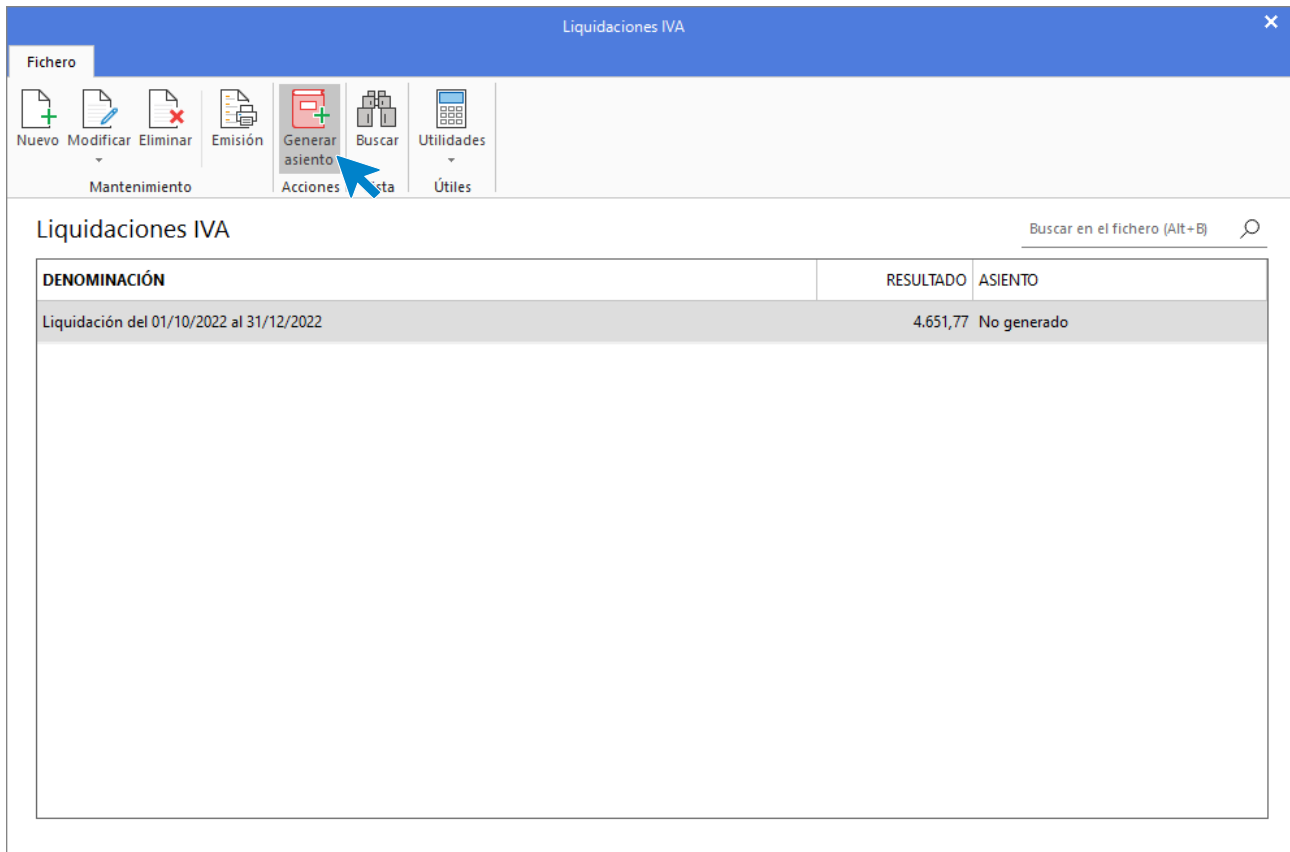 Liquidaciones IVA
Fichero
Nuevo Modificar Eliminar Emisión Generar asiento Buscar Utilidades
Mantenimiento Acciones Útiles
Liquidaciones IVA
Buscar en el fichero (Alt+B)
DENOMINACIÓN RESULTADO ASIENTO
Liquidación del 01/10/2022 al 31/12/2022 4.651,77 No generado